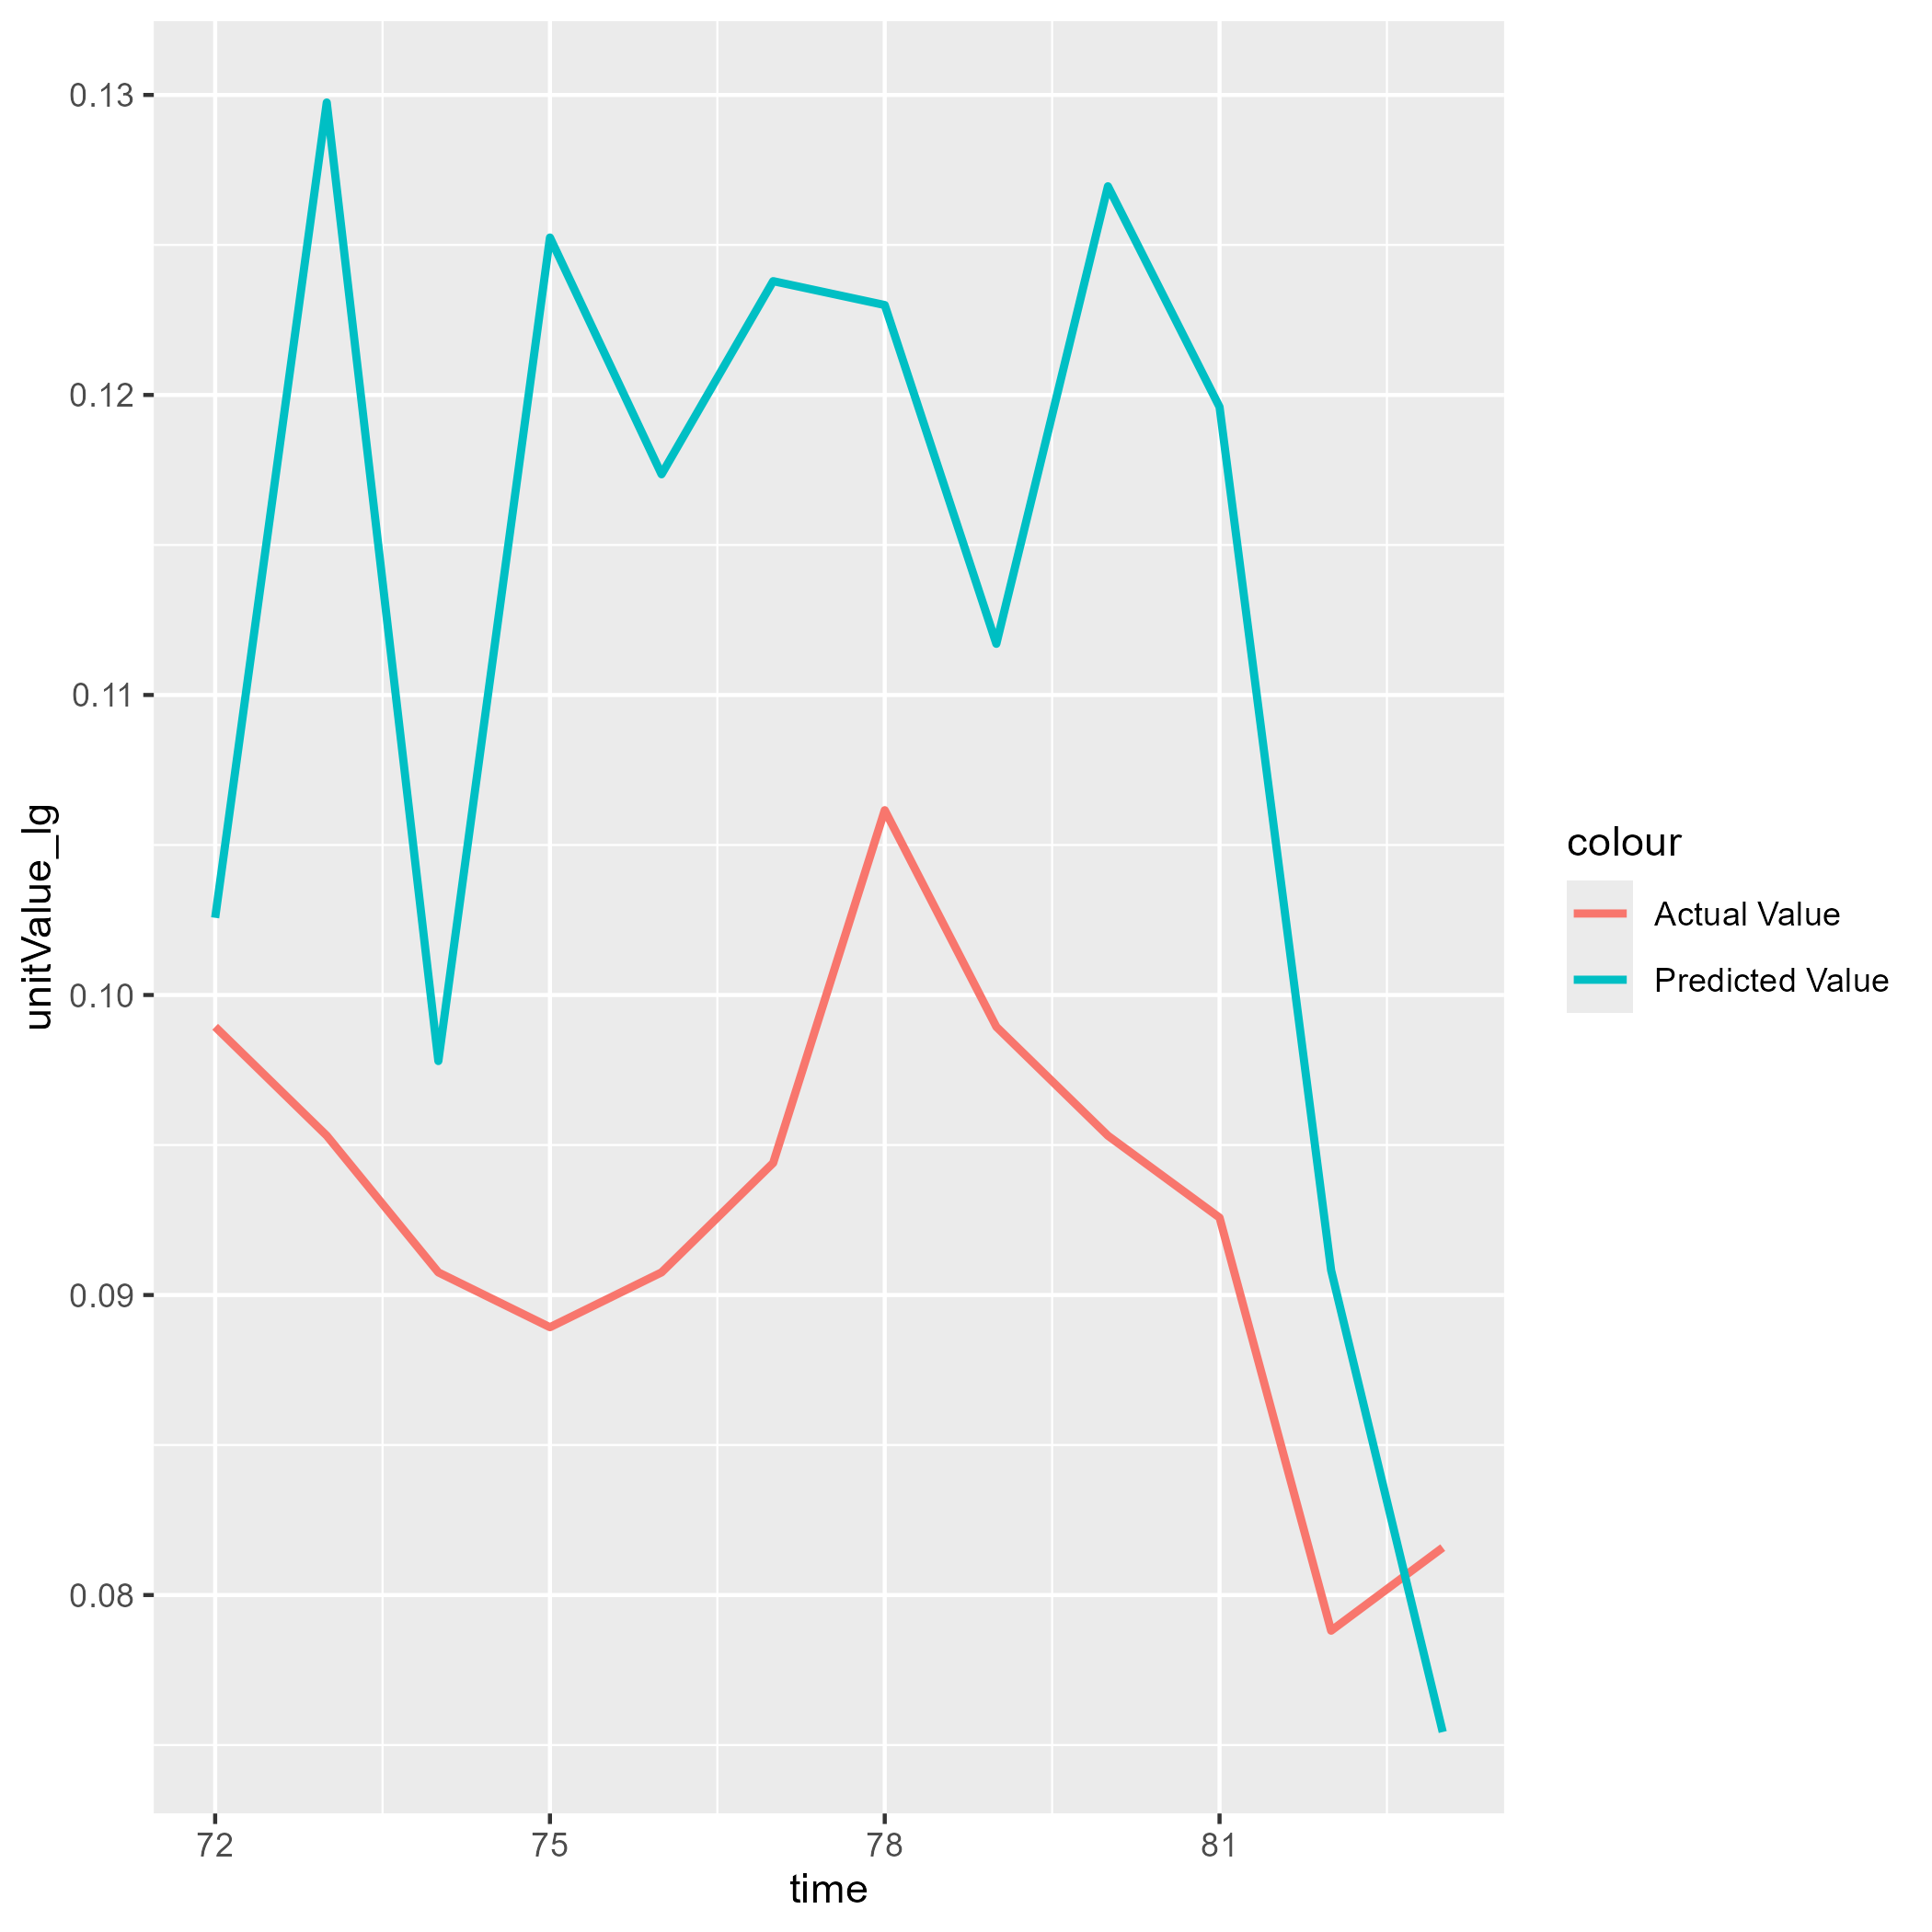 0.13
0.12
0.11
0.10
0.09
0.08
unitValue_lg
72 75 78 81
time
colour
Actual Value
Predicted Value